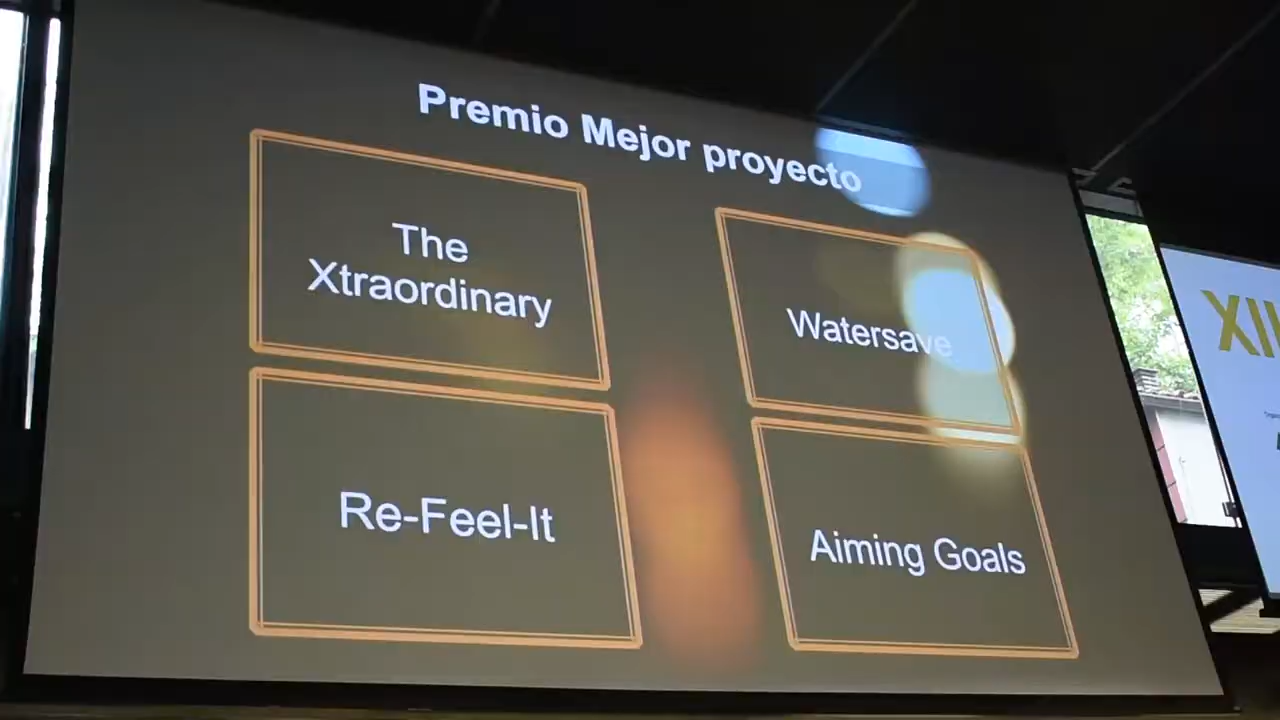 Premio Mejor proyecto
The
Xtraordinary
Watersave
Re-Feel-It
Aiming Goals